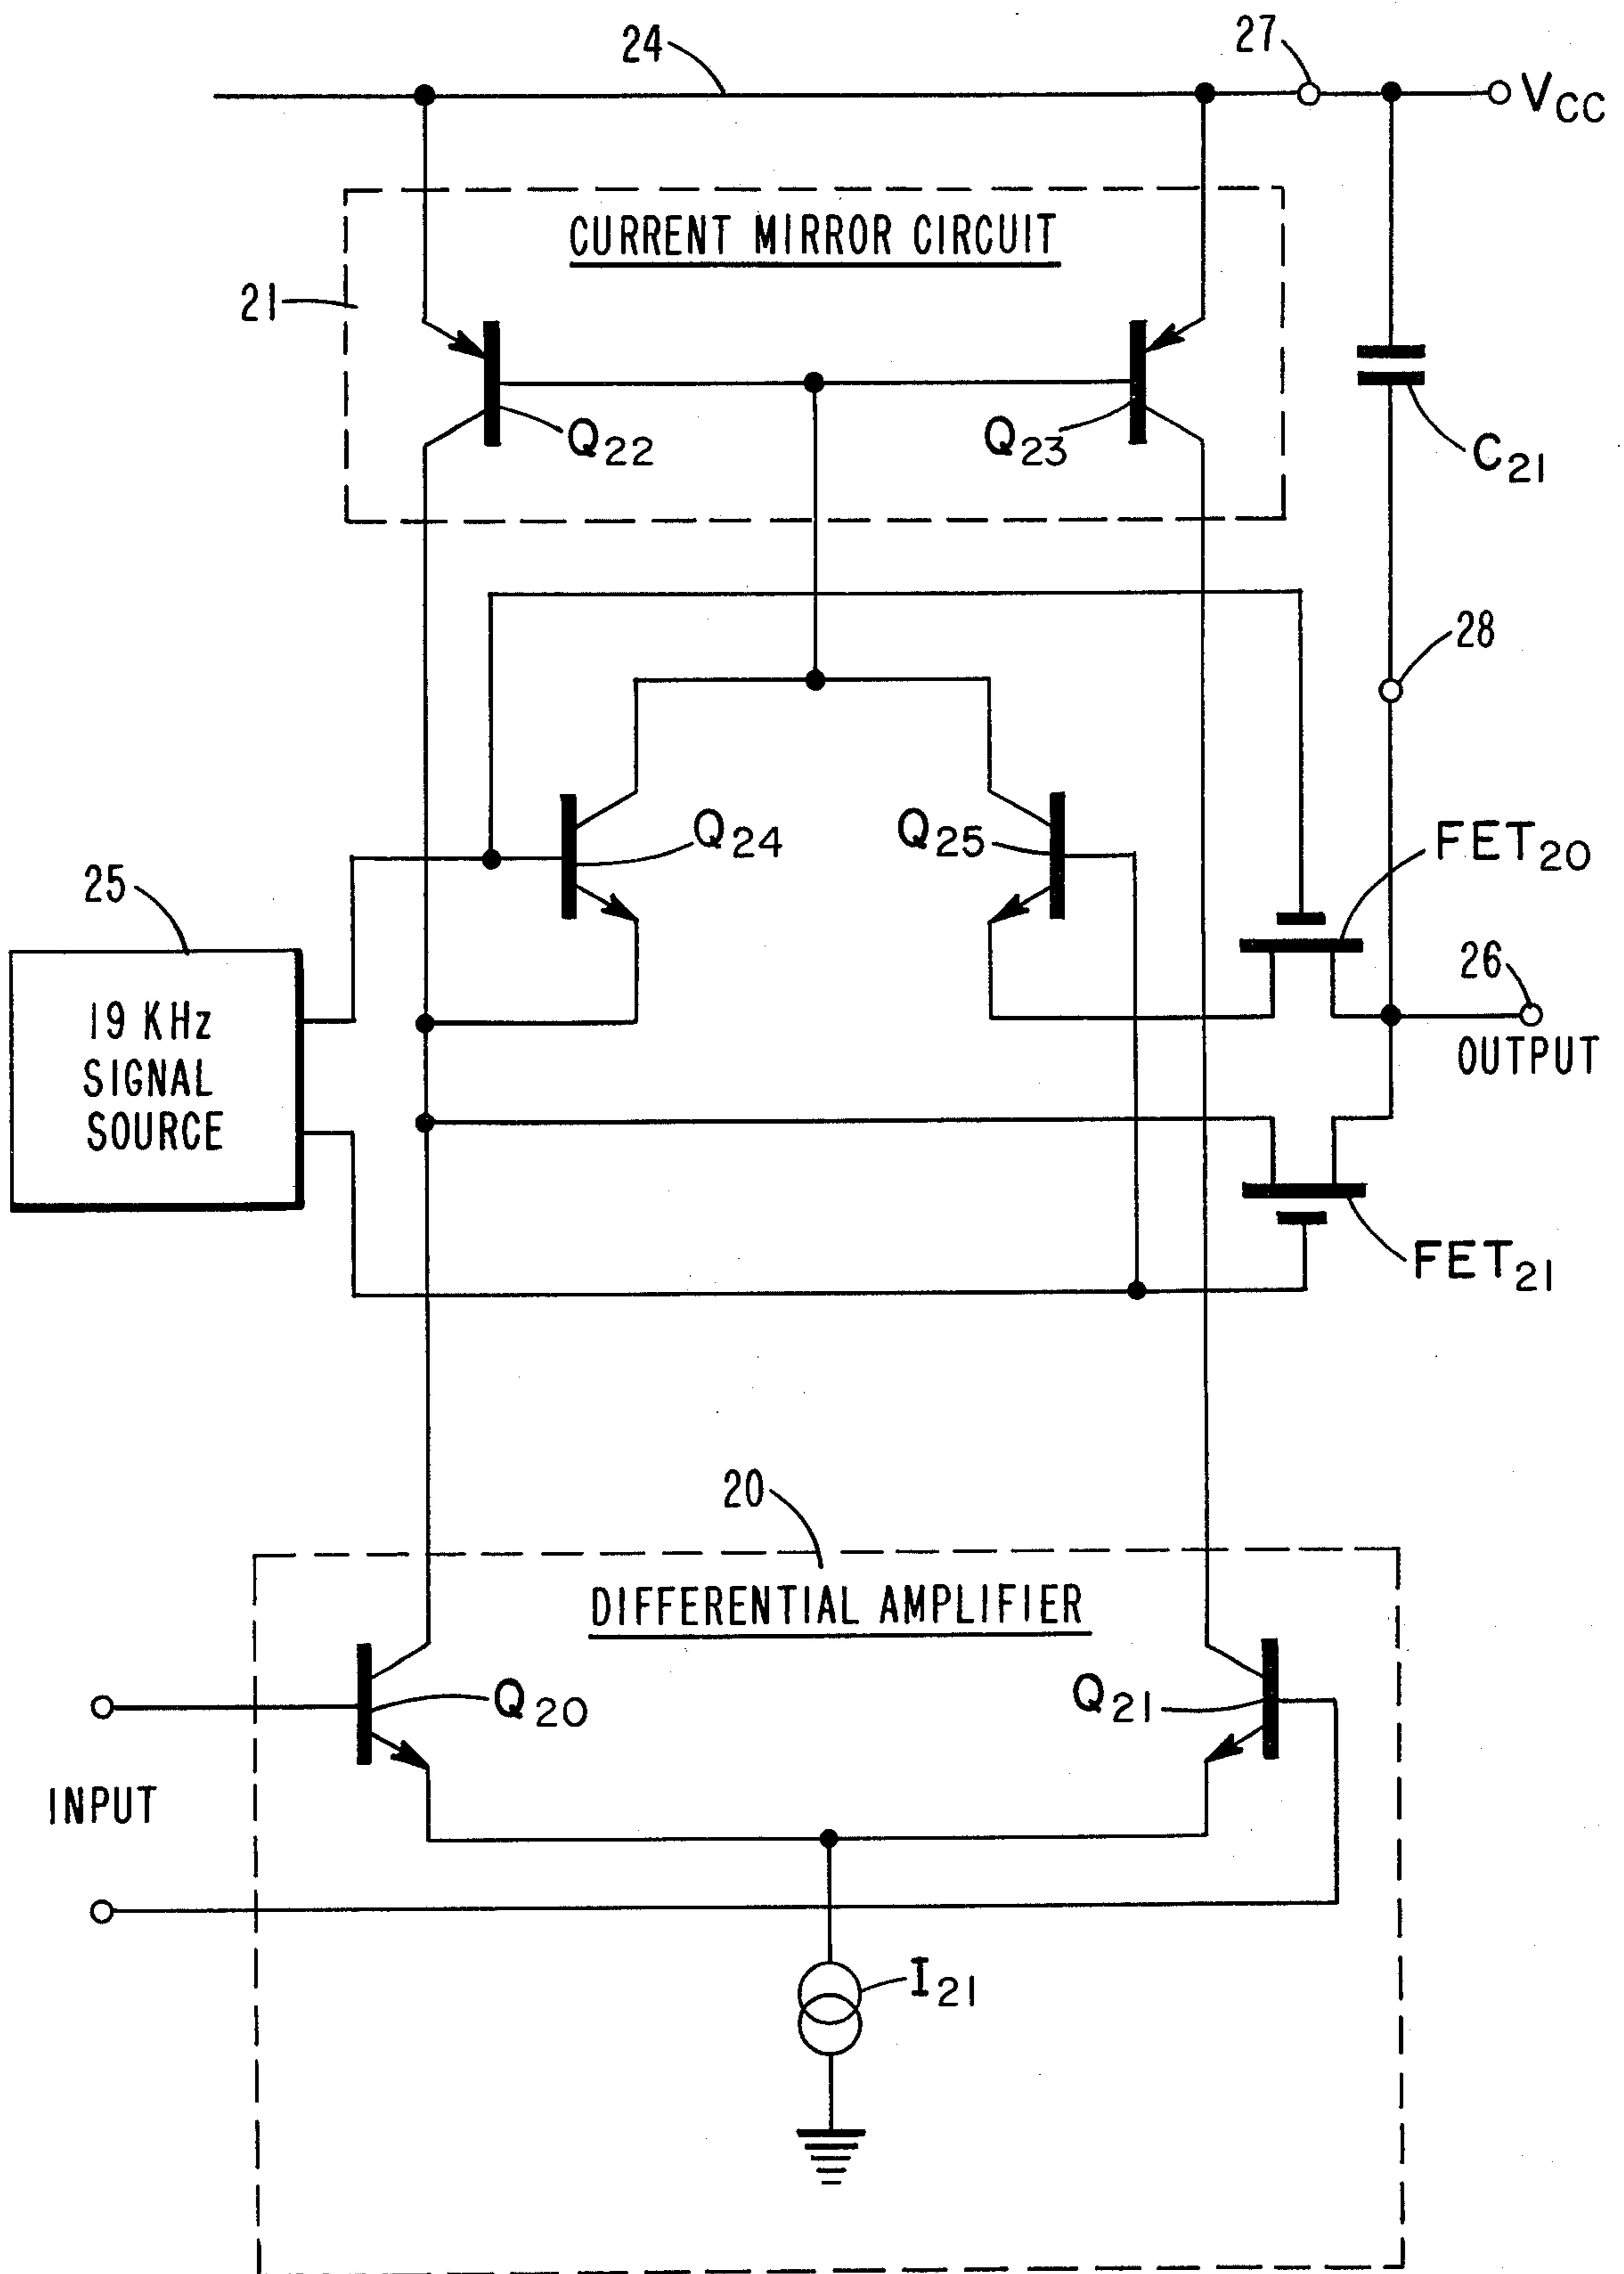 24
27
VCC
CURRENT MIRROR CIRCUIT
21
Q22
Q23
C21
28
Q24
Q25
FET20
25
26
19 KHz
SIGNAL
SOURCE
OUTPUT
FET21
20
DIFFERENTIAL AMPLIFIER
Q20
Q21
INPUT
I21